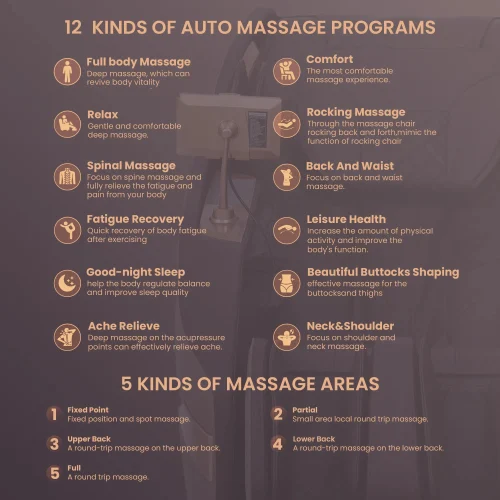 12 KINDS OF AUTO MASSAGE PROGRAMS
Full body Massage
Deep massage, which can
revive body vitality
Comfort
The most comfortable
massage experience.
Relax
Gentle and comfortable
deep massage.
Rocking Massage
Through the massage chair
rocking back and forth,mimic the
function of rocking chair
Spinal Massage
Focus on spine massage and
fully relieve the fatigue and
pain from your body
Back And Waist
Focus on back and waist
massage.
Fatigue Recovery
Quick recovery of body fatigue
after exercising
Leisure Health
Increase the amount of physical
activity and improve the
body's function.
Good-night Sleep
help the body regulate balance
and improve sleep quality
Beautiful Buttocks Shaping
effective massage for the
buttocksand thighs
Ache Relieve
Deep massage on the acupressure
points can effectively relieve ache.
Neck&Shoulder
Focus on shoulder and
neck massage.
5 KINDS OF MASSAGE AREAS
1 Fixed Point
Fixed position and spot massage.
2 Partial
Small area local round trip massage.
3 Upper Back
A round-trip massage on the upper back.
4 Lower Back
A round-trip massage on the lower back.
5 Full
A round trip massage.